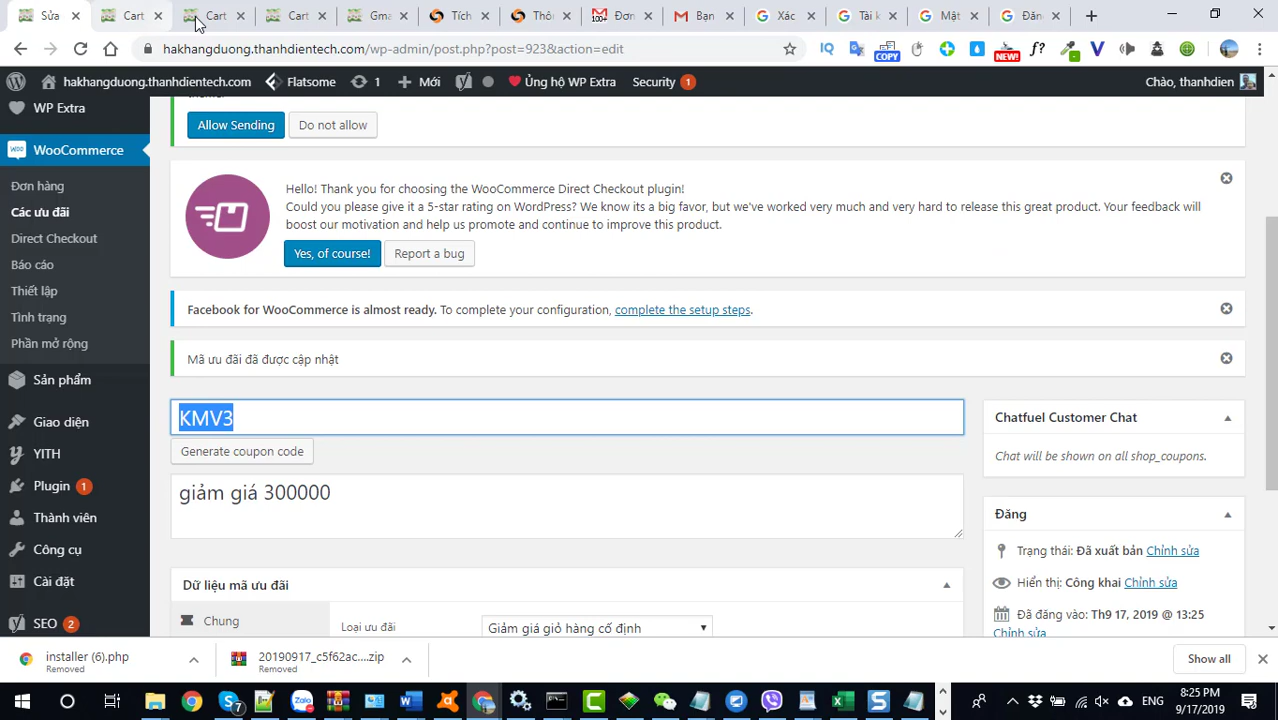 Sửa
Cart
Cart
Cart
Gma
Tích
Thôn
Đơn
Bạn
Xác
Tài k
Mật
Đăng
hakhangduong.thanhdientech.com/wp-admin/post.php?post=923&action=edit
IQ
COPY
NEW!
f?
hakhangduong.thanhdientech.com
Flatsome
1
Mới
Ủng hộ WP Extra
Security 1
Chào, thanhdien
WP Extra
WooCommerce
Đơn hàng
Các ưu đãi
Direct Checkout
Báo cáo
Thiết lập
Tình trạng
Phần mở rộng
Sản phẩm
Giao diện
YITH
Plugin 1
Thành viên
Công cụ
Cài đặt
SEO 2
Allow Sending
Do not allow
Hello! Thank you for choosing the WooCommerce Direct Checkout plugin!
Could you please give it a 5-star rating on WordPress? We know its a big favor, but we've worked very much and very hard to release this great product. Your feedback
will boost our motivation and help us promote and continue to improve this product.
Yes, of course!
Report a bug
Facebook for WooCommerce is almost ready. To complete your configuration, complete the setup steps.
Mã ưu đãi đã được cập nhật
KMV3
Generate coupon code
giảm giá 300000
Dữ liệu mã ưu đãi
Chung
Loại ưu đãi
Giảm giá giỏ hàng cố định
Chatfuel Customer Chat
Chat will be shown on all shop_coupons.
Đăng
Trạng thái: Đã xuất bản Chỉnh sửa
Hiển thị: Công khai Chỉnh sửa
Đã đăng vào: Th9 17, 2019 @ 13:25
Chỉnh sửa
installer (6).php
Removed
20190917_c5f62ac....zip
Removed
Show all
7
ENG
8:25 PM
9/17/2019